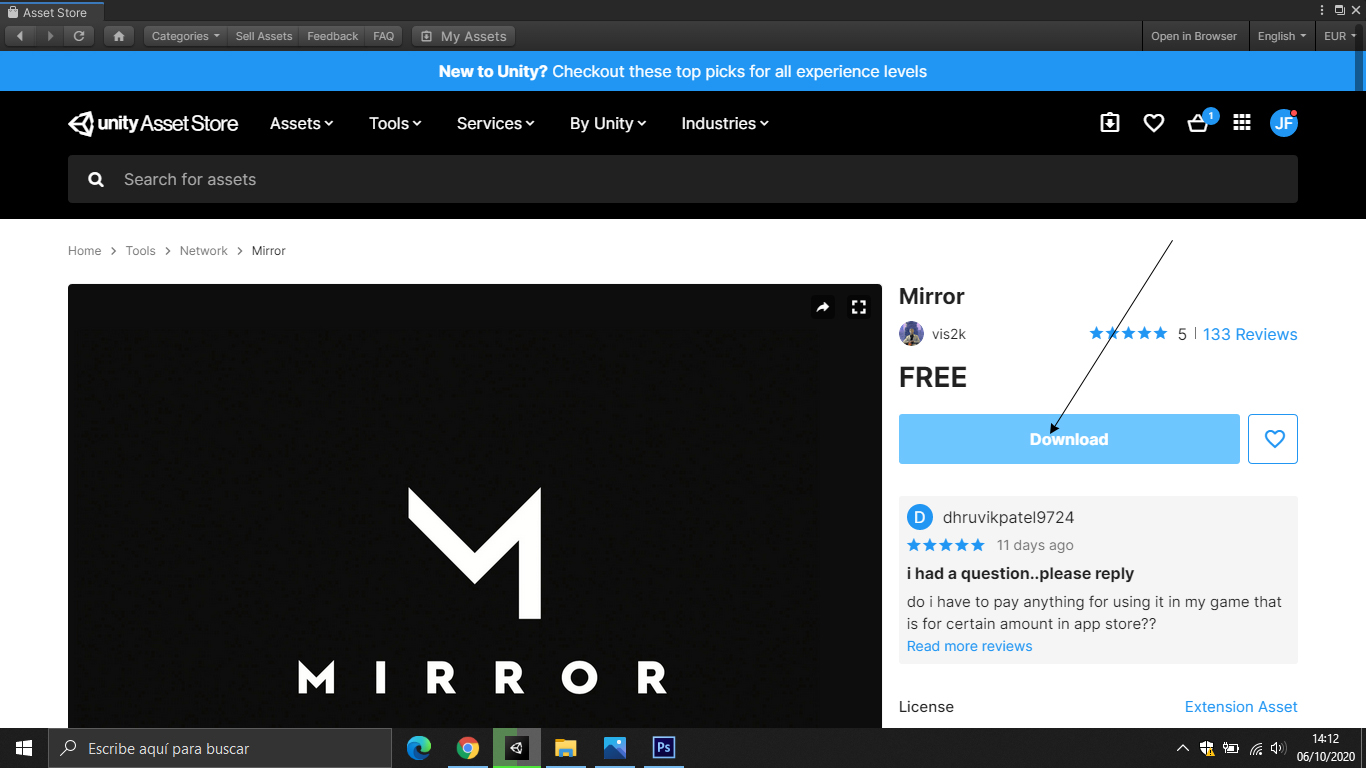 Asset Store
Categories Sell Assets Feedback FAQ My Assets Open in Browser English EUR
New to Unity? Checkout these top picks for all experience levels
unity Asset Store Assets Tools Services By Unity Industries 1 JF
Search for assets
Home > Tools > Network > Mirror
Mirror
vis2k 5 | 133 Reviews
FREE
Download
D dhruvikpatel9724
11 days ago
i had a question..please reply
do i have to pay anything for using it in my game that
is for certain amount in app store??
Read more reviews
License Extension Asset
MIRROR
Escribe aquí para buscar
Ps
14:12
06/10/2020